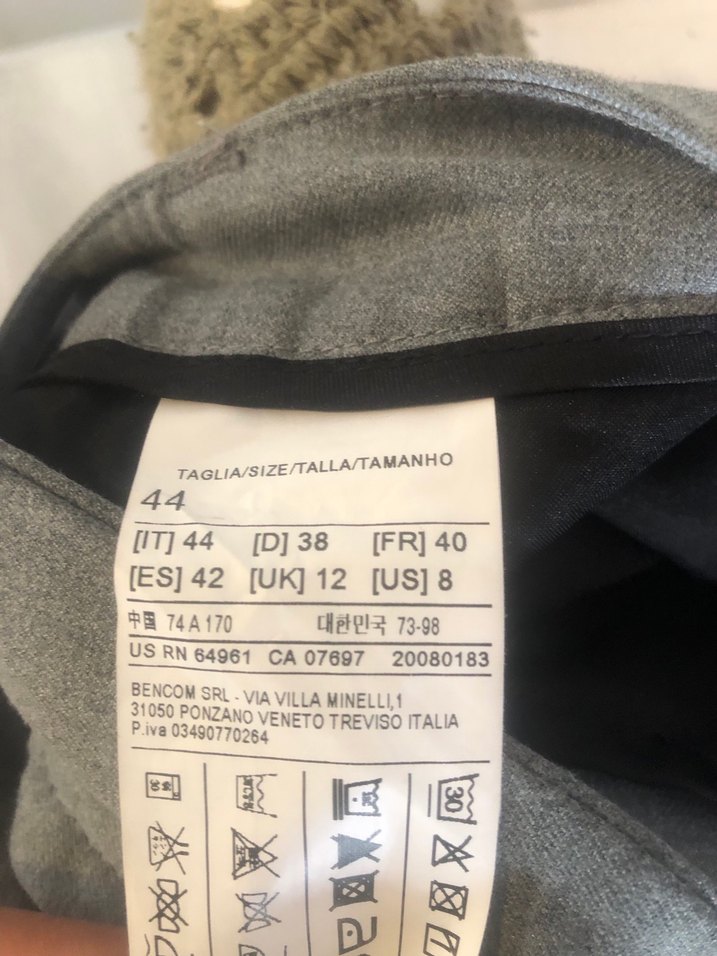 TAGLIA/SIZE/TALLA/TAMANHO
44
[IT] 44 [D] 38 [FR] 40
[ES] 42 [UK] 12 [US] 8
中国 74 A 170 대한민국 73-98
US RN 64961 CA 07697 20080183
BENCOM SRL - VIA VILLA MINELLI,1
31050 PONZANO VENETO TREVISO ITALIA
P.iva 03490770264
30